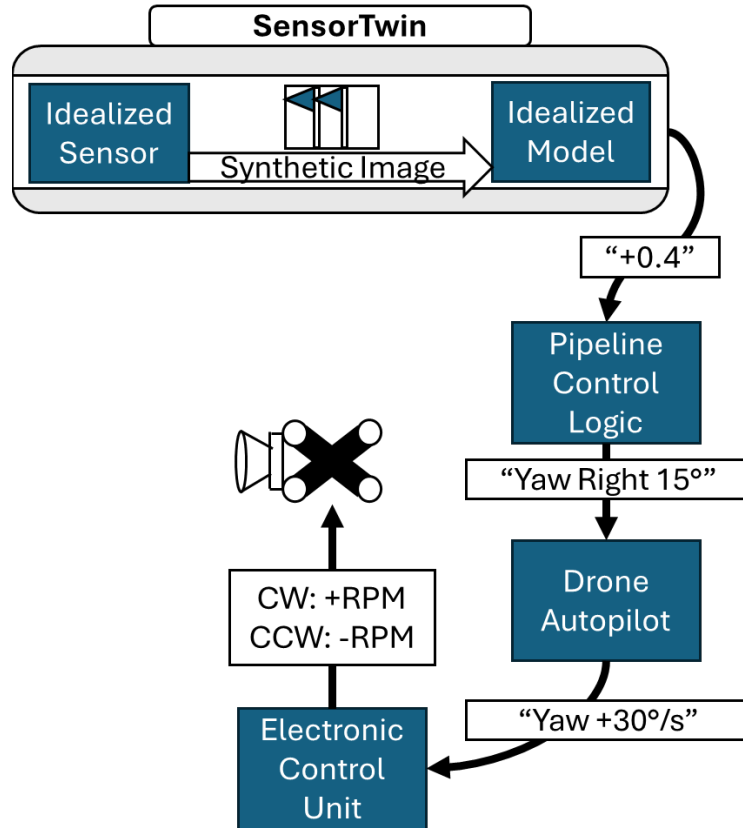 SensorTwin
Idealized
Sensor
Synthetic Image
Idealized
Model
“+0.4”
Pipeline
Control
Logic
“Yaw Right 15°”
Drone
Autopilot
“Yaw +30°/s”
Electronic
Control
Unit
CW: +RPM
CCW: -RPM